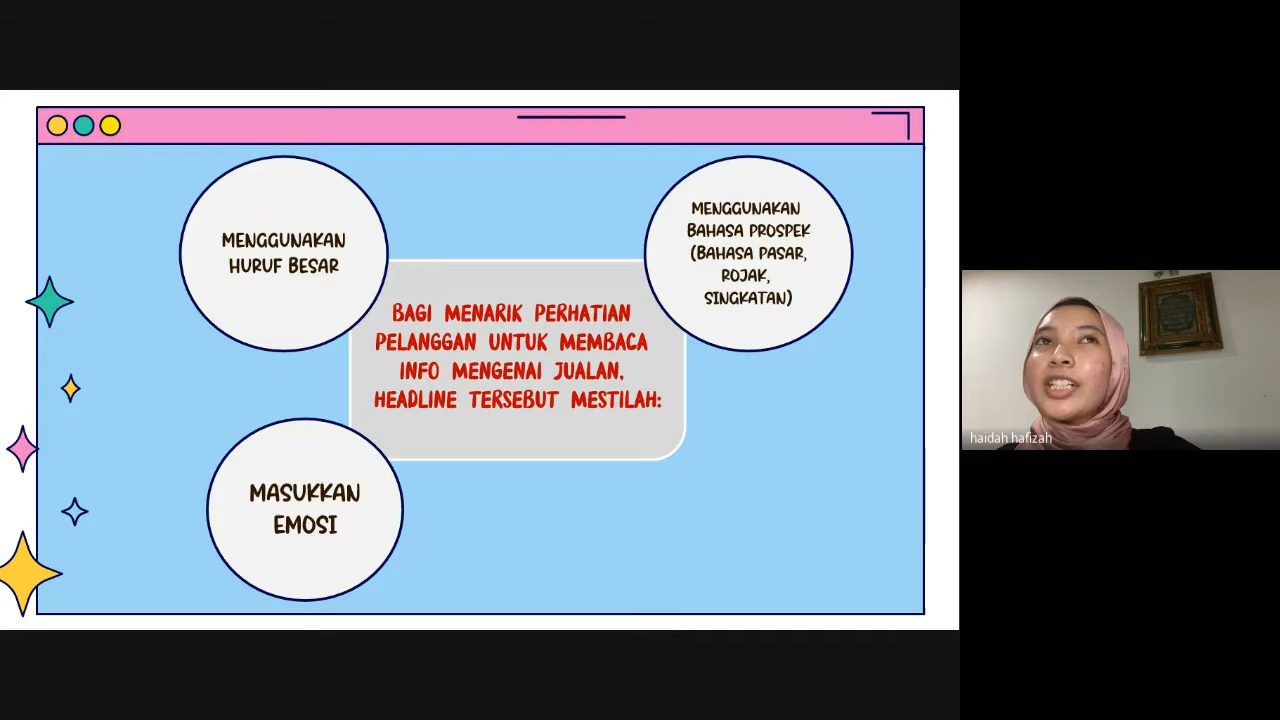 MENGGUNAKAN
HURUF BESAR
MENGGUNAKAN
BAHASA PROSPEK
(BAHASA PASAR,
ROJAK,
SINGKATAN)
BAGI MENARIK PERHATIAN
PELANGGAN UNTUK MEMBACA
INFO MENGENAI JUALAN,
HEADLINE TERSEBUT MESTILAH:
MASUKKAN
EMOSI
haidah hafizah